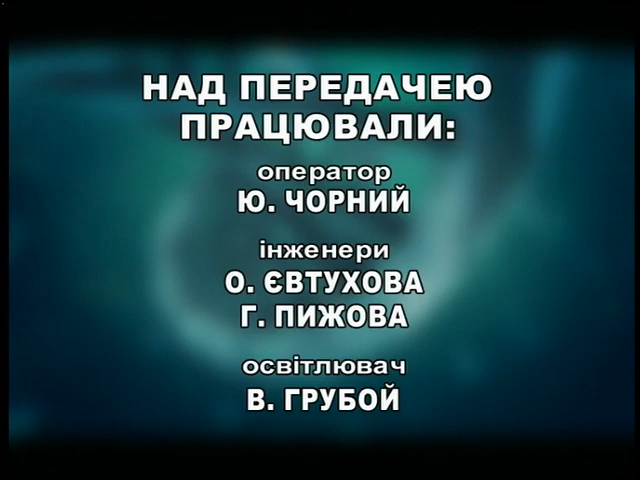 НАД ПЕРЕДАЧЕЮ
ПРАЦЮВАЛИ:
оператор
Ю. ЧОРНИЙ
інженери
О. ЄВТУХОВА
Г. ПИЖОВА
освітлювач
В. ГРУБОЙ